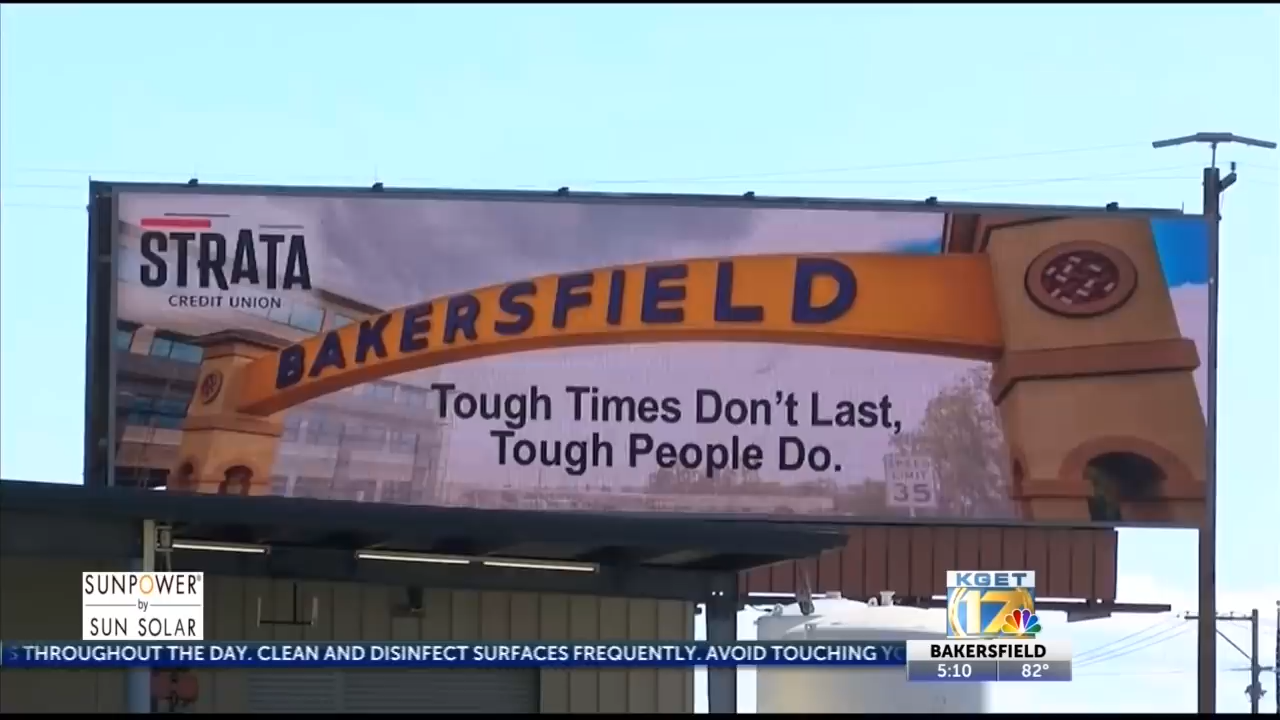 STRATA
CREDIT UNION
BAKERSFIELD
Tough Times Don't Last,
Tough People Do.
SPEED
LIMIT
35
SUNPOWER®
by
SUN SOLAR
KGET
17
S THROUGHOUT THE DAY. CLEAN AND DISINFECT SURFACES FREQUENTLY. AVOID TOUCHING YO
BAKERSFIELD
5:10 82°